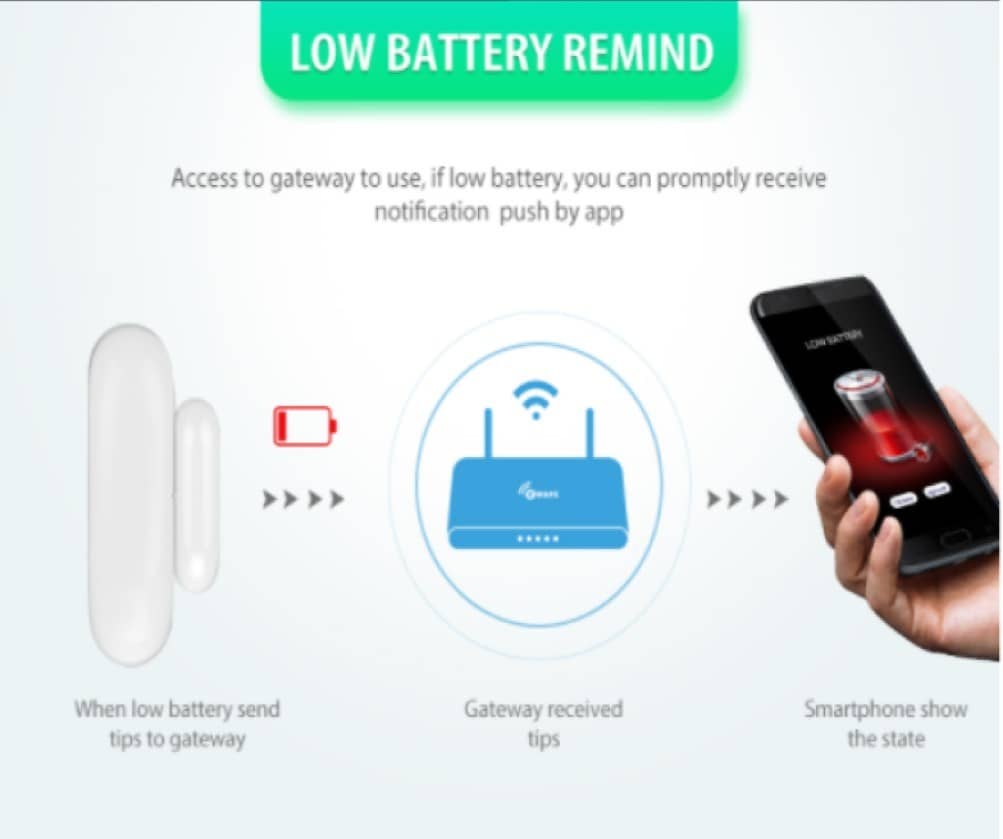 LOW BATTERY REMIND
Access to gateway to use, if low battery, you can promptly receive
notification push by app
LOW BATTERY
When low battery send
tips to gateway
Gateway received
tips
Smartphone show
the state